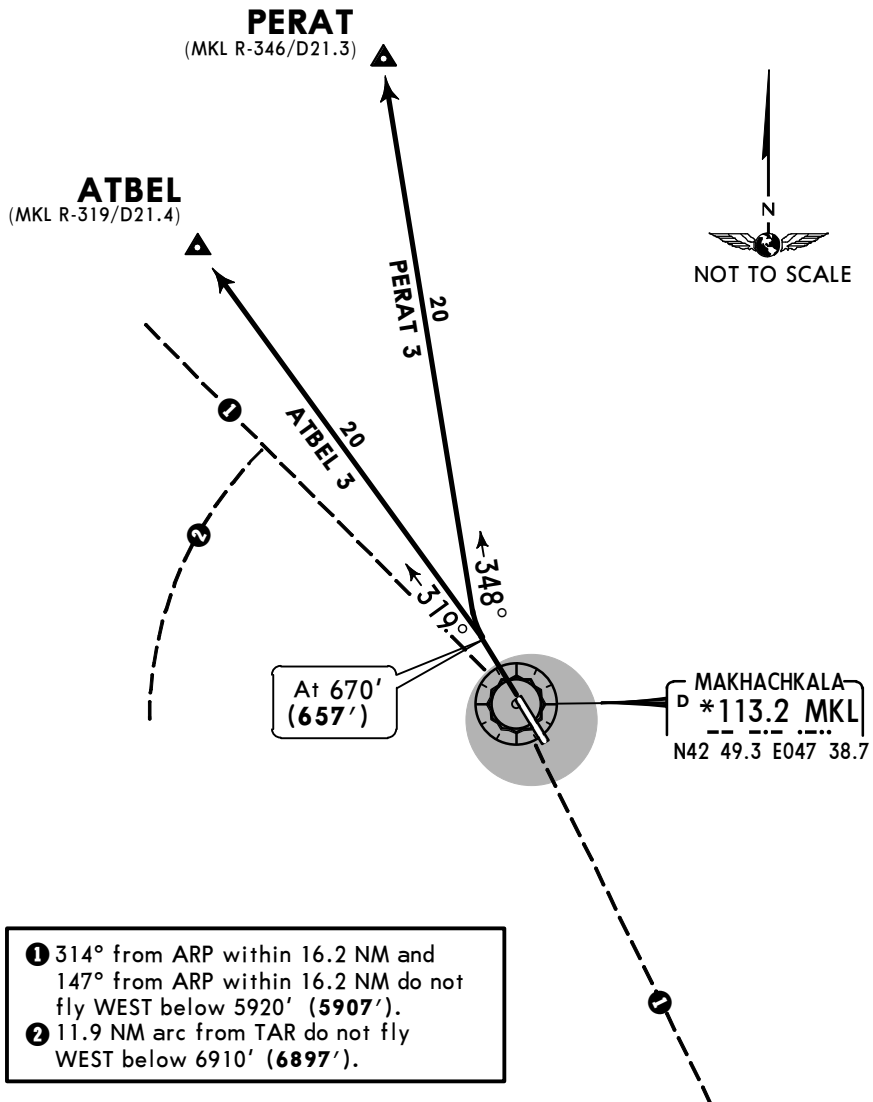 PERAT
(MKL R-346/D21.3)
ATBEL
(MKL R-319/D21.4)
N
NOT TO SCALE
20
PERAT 3
1
20
ATBEL 3
2
319°
348°
At 670'
(657')
MAKHACHKALA
D *113.2 MKL
N42 49.3 E047 38.7
1 314° from ARP within 16.2 NM and
147° from ARP within 16.2 NM do not
fly WEST below 5920' (5907').
2 11.9 NM arc from TAR do not fly
WEST below 6910' (6897').
1